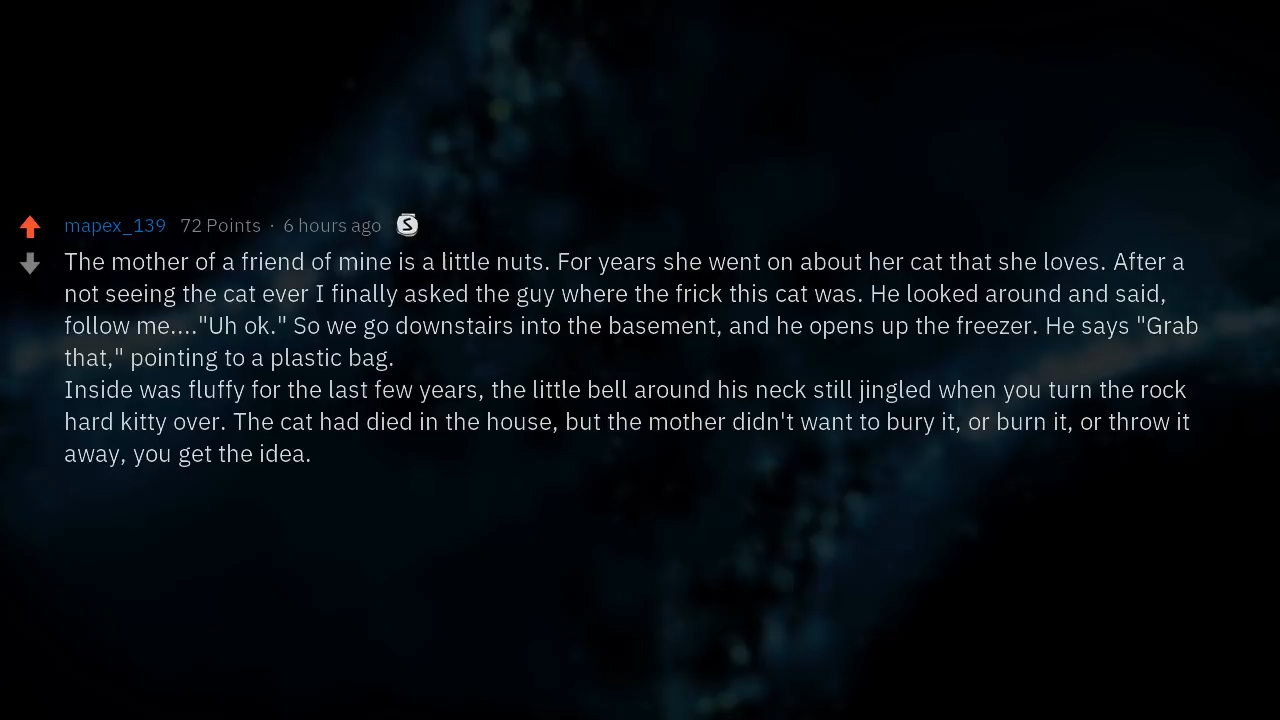 mapex_139 72 Points · 6 hours ago S
The mother of a friend of mine is a little nuts. For years she went on about her cat that she loves. After a
not seeing the cat ever I finally asked the guy where the frick this cat was. He looked around and said,
follow me...."Uh ok." So we go downstairs into the basement, and he opens up the freezer. He says "Grab
that," pointing to a plastic bag.
Inside was fluffy for the last few years, the little bell around his neck still jingled when you turn the rock
hard kitty over. The cat had died in the house, but the mother didn't want to bury it, or burn it, or throw it
away, you get the idea.